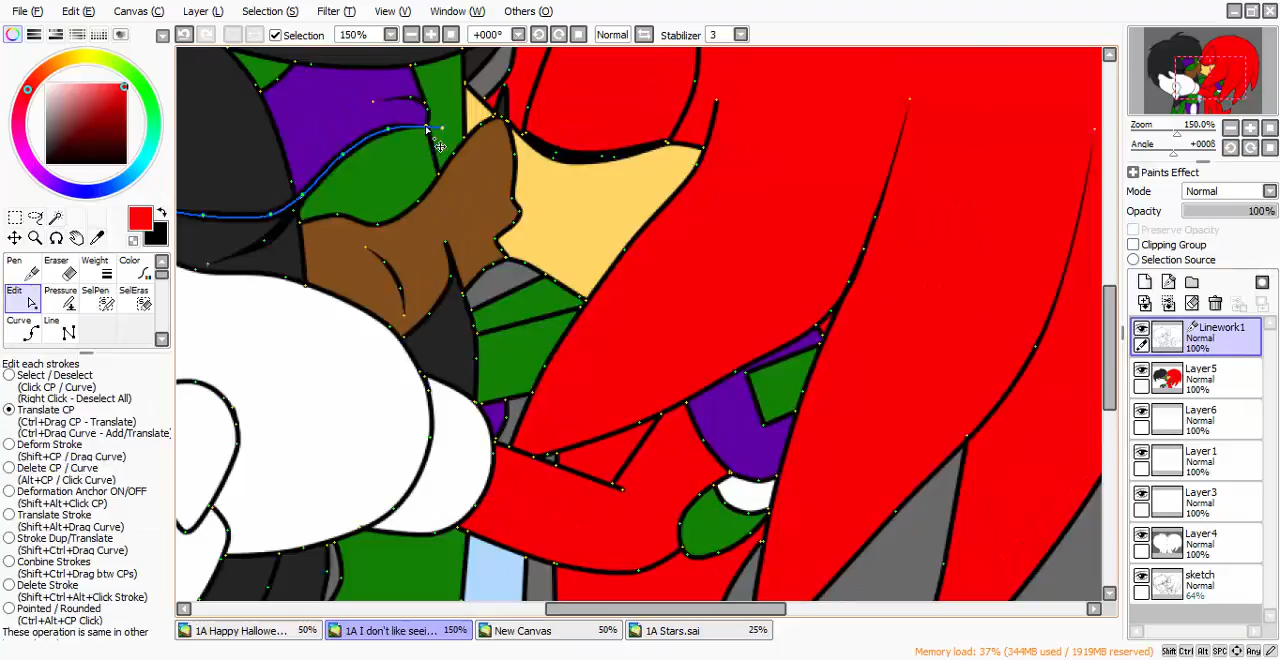 File (F) Edit (E) Canvas (C) Layer (L) Selection (S) Filter (T) View (V) Window (W) Others (O)
Selection 150% +000° Normal Stabilizer 3
Zoom 150.0%
Angle +000ß
Paints Effect
Mode Normal
Opacity 100%
Preserve Opacity
Clipping Group
Selection Source
Pen Eraser Weight Color
Edit Pressure SelPen SelEras
Curve Line
Edit each strokes
Select / Deselect
(Click CP / Curve)
(Right Click - Deselect All)
Translate CP
(Ctrl+Drag CP - Translate)
(Ctrl+Drag Curve - Add/Translate)
Deform Stroke
(Shift+CP / Drag Curve)
Delete CP / Curve
(Alt+CP / Click Curve)
Deformation Anchor ON/OFF
(Shift+Alt+Click CP)
Translate Stroke
(Shift+Alt+Drag Curve)
Stroke Dup/Translate
(Shift+Ctrl+Drag Curve)
Conbine Strokes
(Shift+Ctrl+Drag btw CPs)
Delete Stroke
(Shift+Ctrl+Alt+Click Stroke)
Pointed / Rounded
(Ctrl+Alt+CP Click)
These operation is same in other
Linework1
Normal
100%
Layer5
Normal
100%
Layer6
Normal
100%
Layer1
Normal
100%
Layer3
Normal
100%
Layer4
Normal
100%
sketch
Normal
64%
1A Happy Hallowe... 50% 1A I don't like seei... 150% New Canvas 50% 1A Stars.sai 25%
Memory load: 37% (344MB used / 1919MB reserved) Shift Ctrl Alt SPC Any